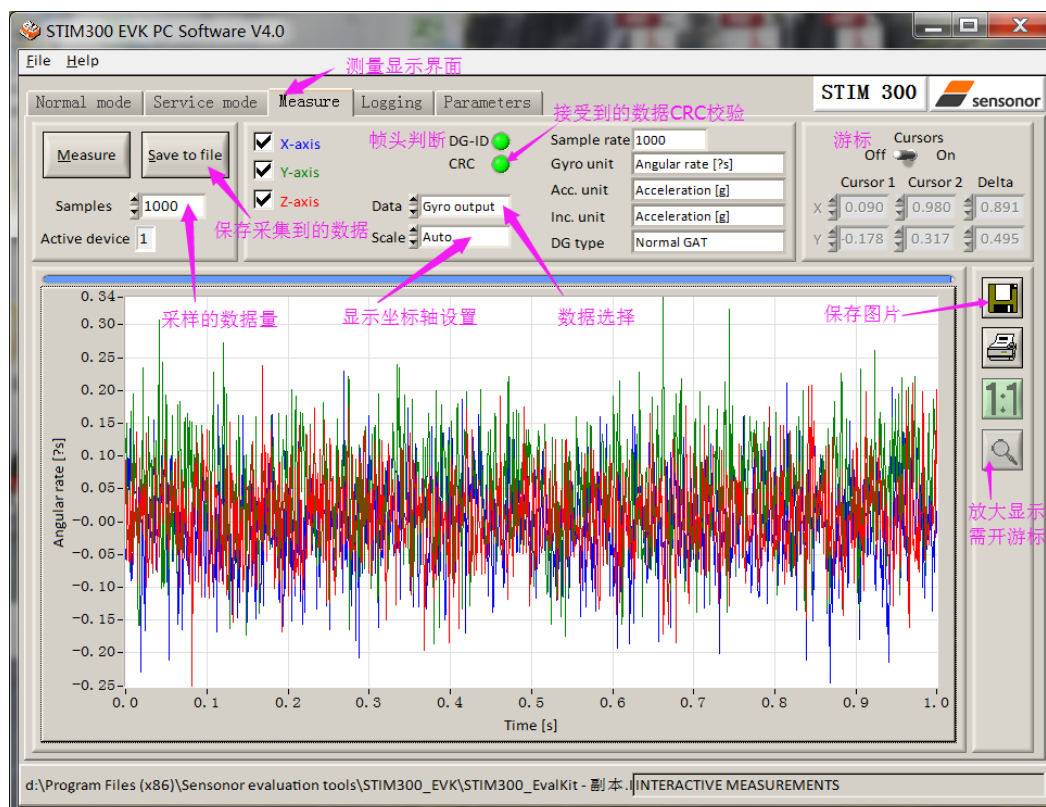 STIM300 EVK PC Software V4.0
File Help
测量显示界面
Normal mode
Service mode
Measure
Logging
Parameters
STIM 300
sensonor
Measure
Save to file
Samples 1000
Active device 1
保存采集到的数据
X-axis
Y-axis
Z-axis
帧头判断
DG-ID
CRC
接受到的数据CRC校验
Data Gyro output
Scale Auto
Sample rate 1000
Gyro unit Angular rate [?s]
Acc. unit Acceleration [g]
Inc. unit Acceleration [g]
DG type Normal GAT
游标
Cursors
Off On
Cursor 1 Cursor 2 Delta
X 0.090 0.980 0.891
Y -0.178 0.317 0.495
采样的数据量
显示坐标轴设置
数据选择
保存图片
1:1
放大显示
需开游标
Angular rate [?s]
0.34
0.30
0.25
0.20
0.15
0.10
0.05
-0.00
-0.05
-0.10
-0.15
-0.20
-0.25
0.0 0.1 0.2 0.3 0.4 0.5 0.6 0.7 0.8 0.9 1.0
Time [s]
d:\Program Files (x86)\Sensonor evaluation tools\STIM300_EVK\STIM300_EvalKit - 副本.
INTERACTIVE MEASUREMENTS